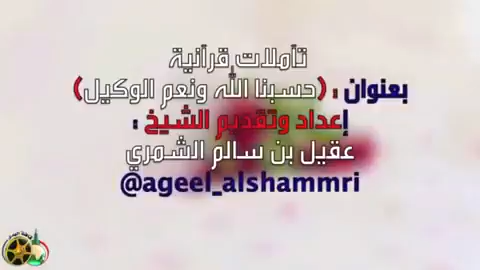 تأملات قرآنية
بعنوان : (حسبنا الله ونعم الوكيل)
إعداد وتقديم الشيخ :
عقيل بن سالم الشمري
@ageel_alshammri